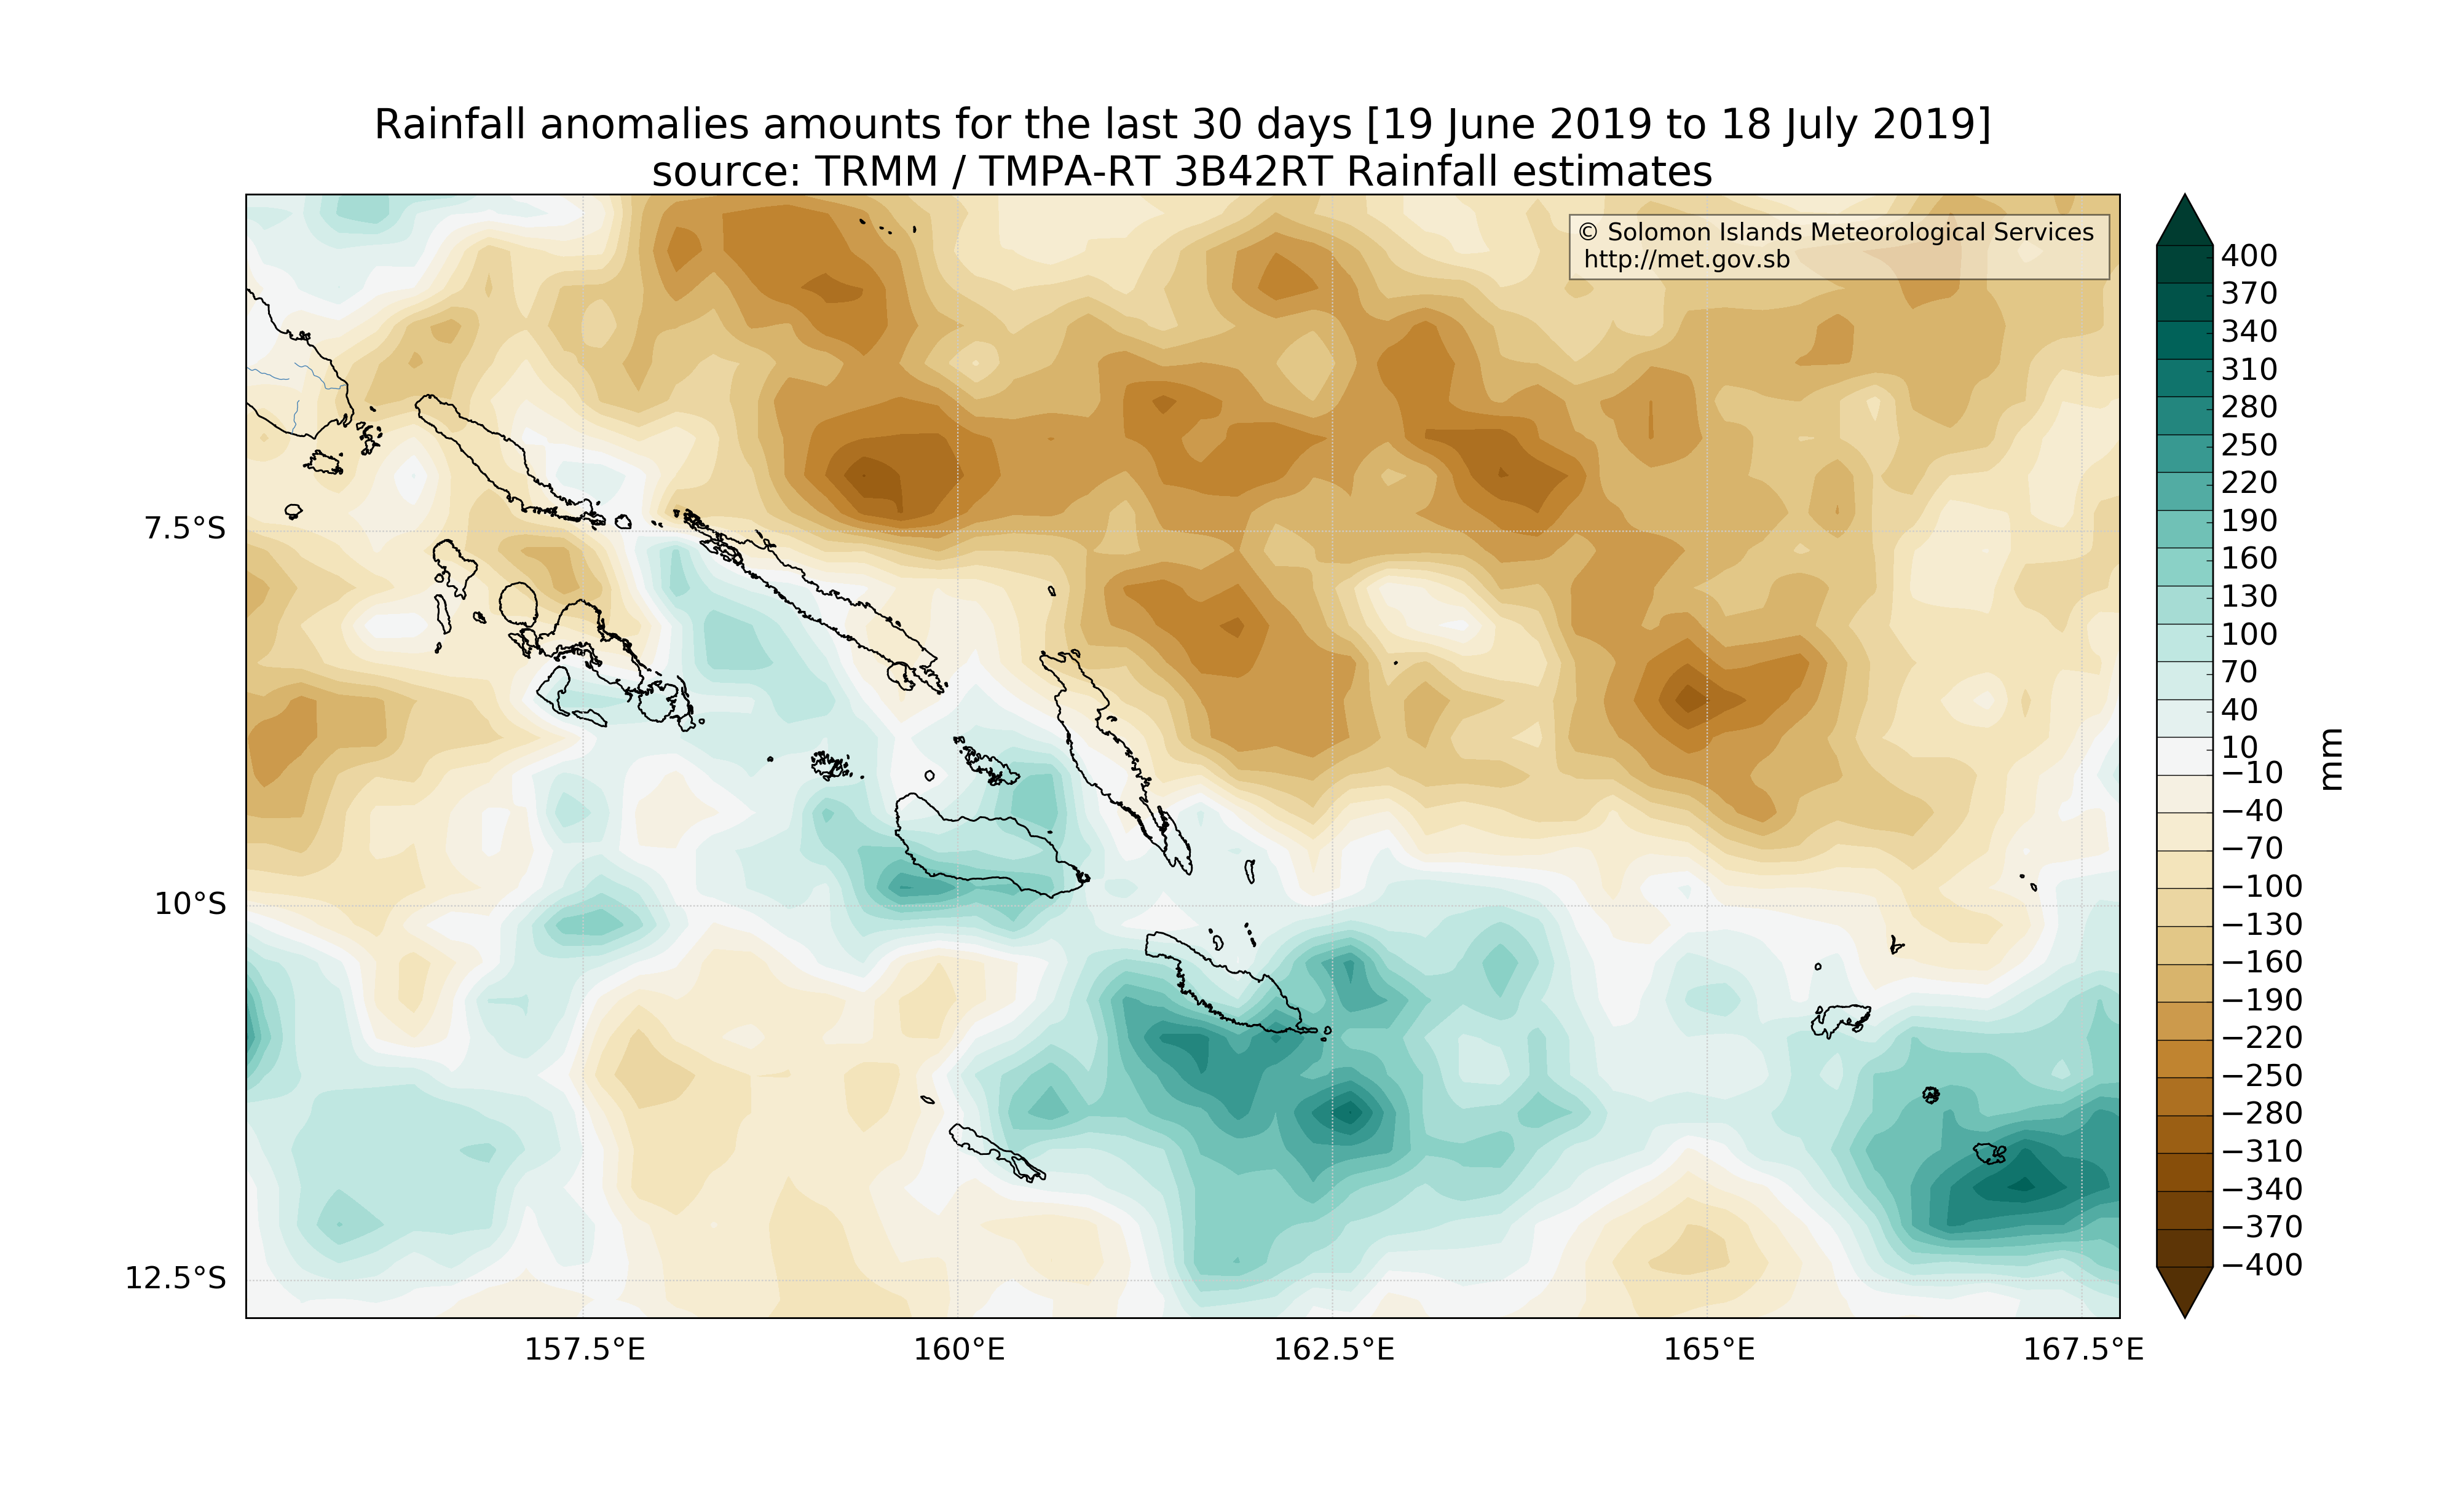 Rainfall anomalies amounts for the last 30 days [19 June 2019 to 18 July 2019]
source: TRMM / TMPA-RT 3B42RT Rainfall estimates
© Solomon Islands Meteorological Services
http://met.gov.sb
7.5°S
10°S
12.5°S
157.5°E
160°E
162.5°E
165°E
167.5°E
400
370
340
310
280
250
220
190
160
130
100
70
40
10
−10
−40
−70
−100
−130
−160
−190
−220
−250
−280
−310
−340
−370
−400
mm